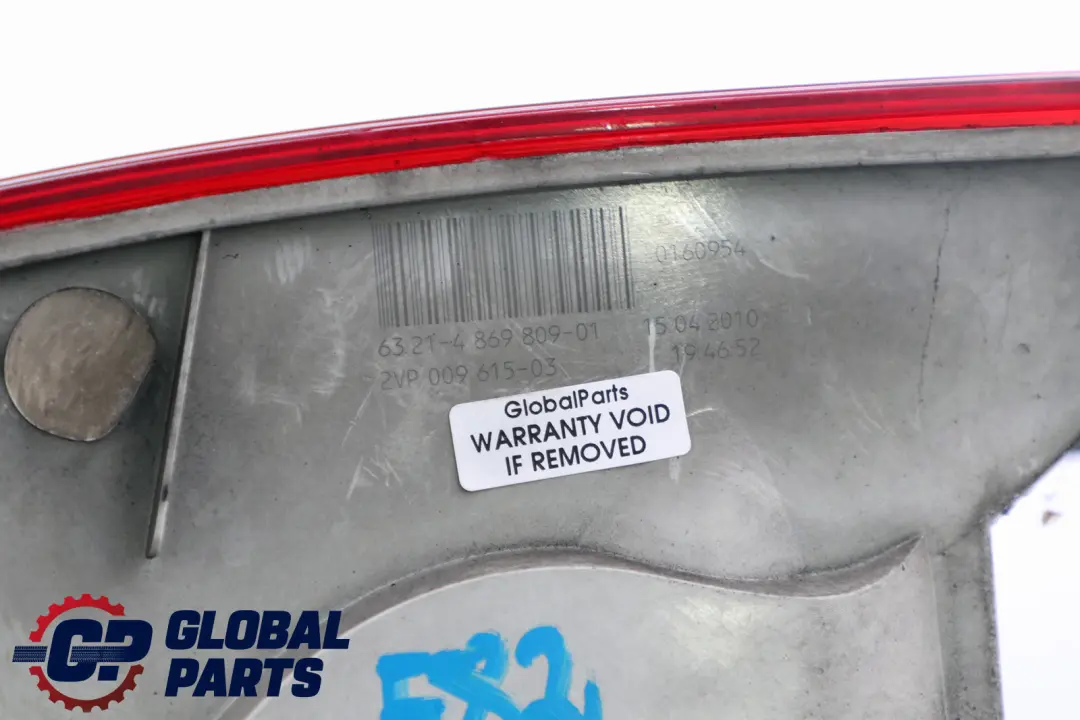 0160954
63.21-4 869 809-01 15.04.2010
2VP 009 615-03 19:46:52
GlobalParts
WARRANTY VOID
IF REMOVED
GP GLOBAL
PARTS